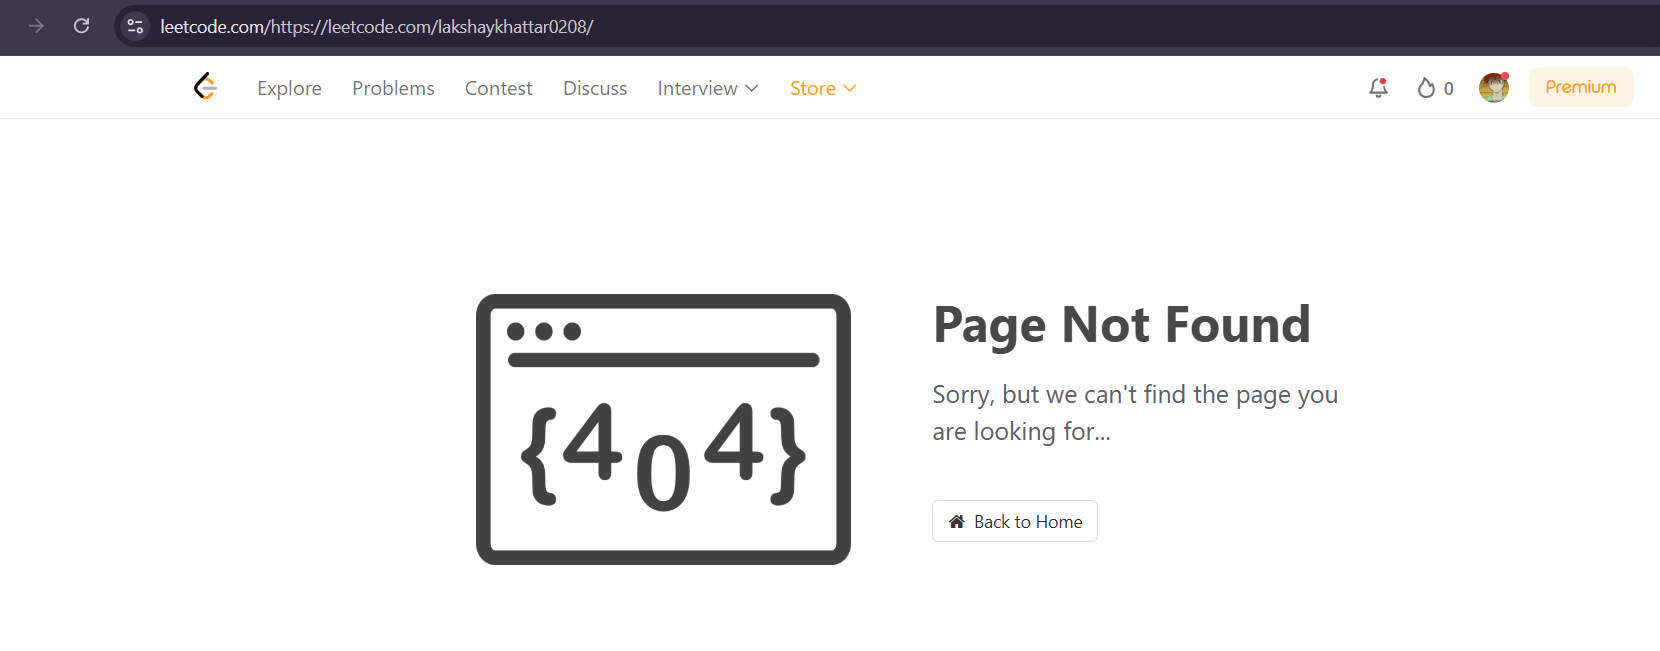 leetcode.com/https://leetcode.com/lakshaykhattar0208/
Explore Problems Contest Discuss Interview Store 0 Premium
{404}
Page Not Found
Sorry, but we can't find the page you
are looking for...
Back to Home